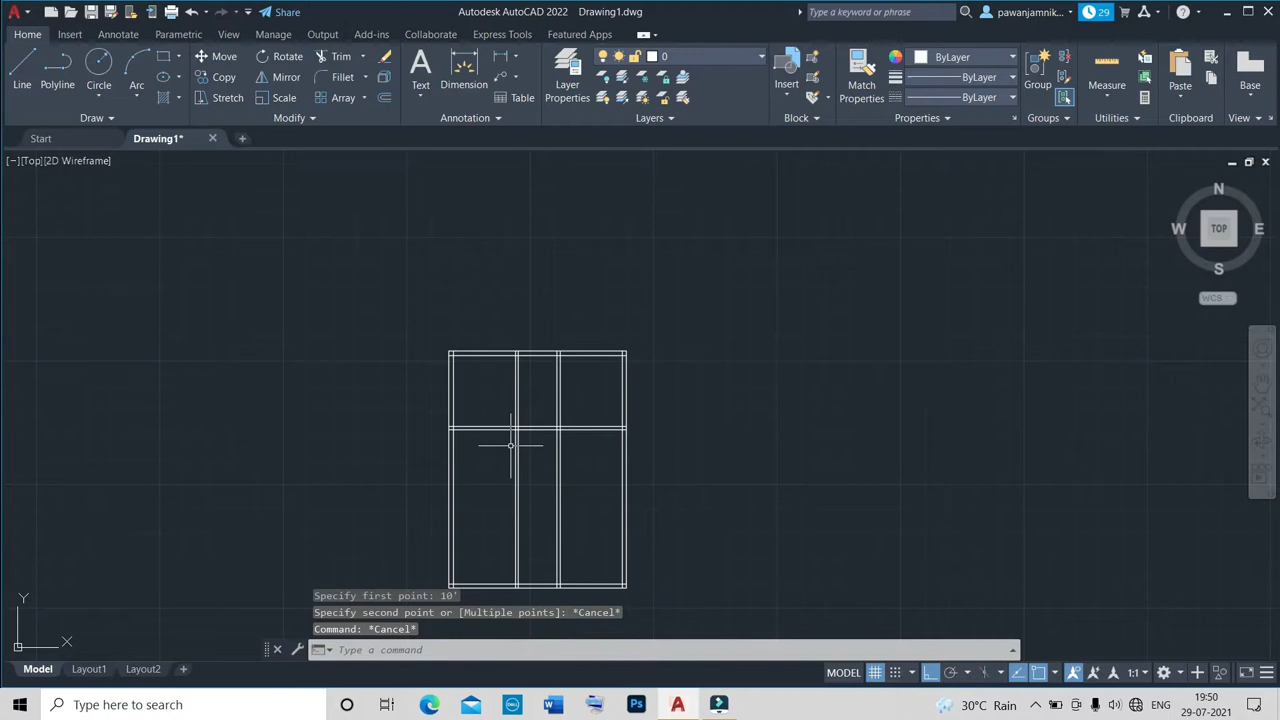 Share
Autodesk AutoCAD 2022 Drawing1.dwg
Type a keyword or phrase
pawanjamnik...
29
Home Insert Annotate Parametric View Manage Output Add-ins Collaborate Express Tools Featured Apps
Line Polyline Circle Arc
Move Rotate Trim
Copy Mirror Fillet
Stretch Scale Array
Text Dimension Table
Layer Properties
0
Insert
Match Properties
ByLayer
ByLayer
ByLayer
Group
Measure
Paste
Base
Draw Modify Annotation Layers Block Properties Groups Utilities Clipboard View
Start Drawing1*
[−][Top][2D Wireframe]
N
W TOP E
S
WCS
Specify first point: 10'
Specify second point or [Multiple points]: *Cancel*
Command: *Cancel*
Type a command
Y
X
Model Layout1 Layout2
MODEL 1:1
Type here to search
DELL
W
Ps
A
30°C Rain
ENG
19:50
29-07-2021